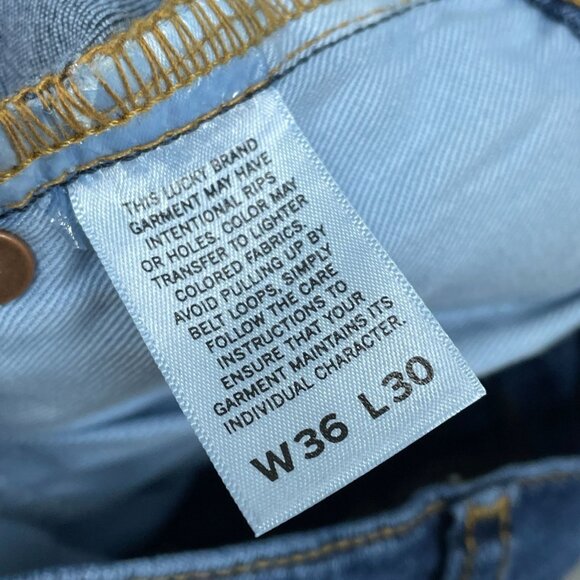 THIS LUCKY BRAND
GARMENT MAY HAVE
INTENTIONAL RIPS
OR HOLES. COLOR MAY
TRANSFER TO LIGHTER
COLORED FABRICS.
AVOID PULLING UP BY
BELT LOOPS, SIMPLY
FOLLOW THE CARE
INSTRUCTIONS TO
ENSURE THAT YOUR
GARMENT MAINTAINS ITS
INDIVIDUAL CHARACTER.
W36 L30